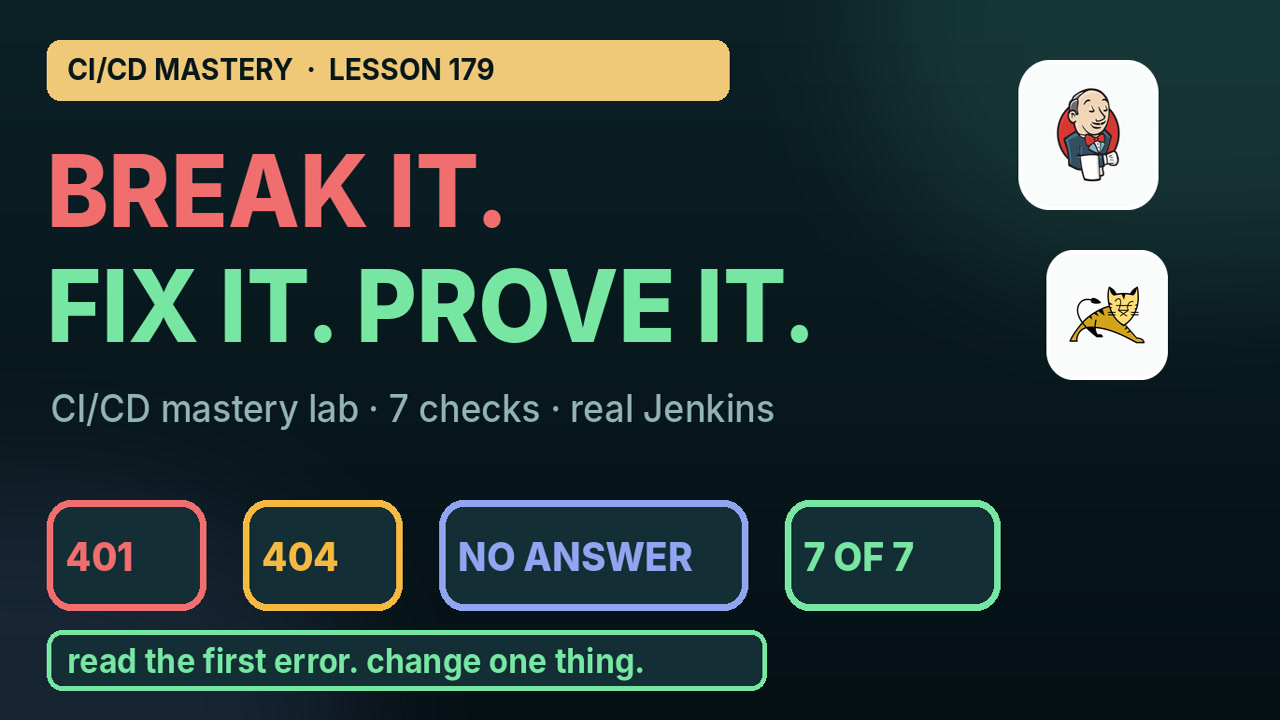 CI/CD MASTERY · LESSON 179
BREAK IT.
FIX IT. PROVE IT.
CI/CD mastery lab · 7 checks · real Jenkins
401
404
NO ANSWER
7 OF 7
read the first error. change one thing.